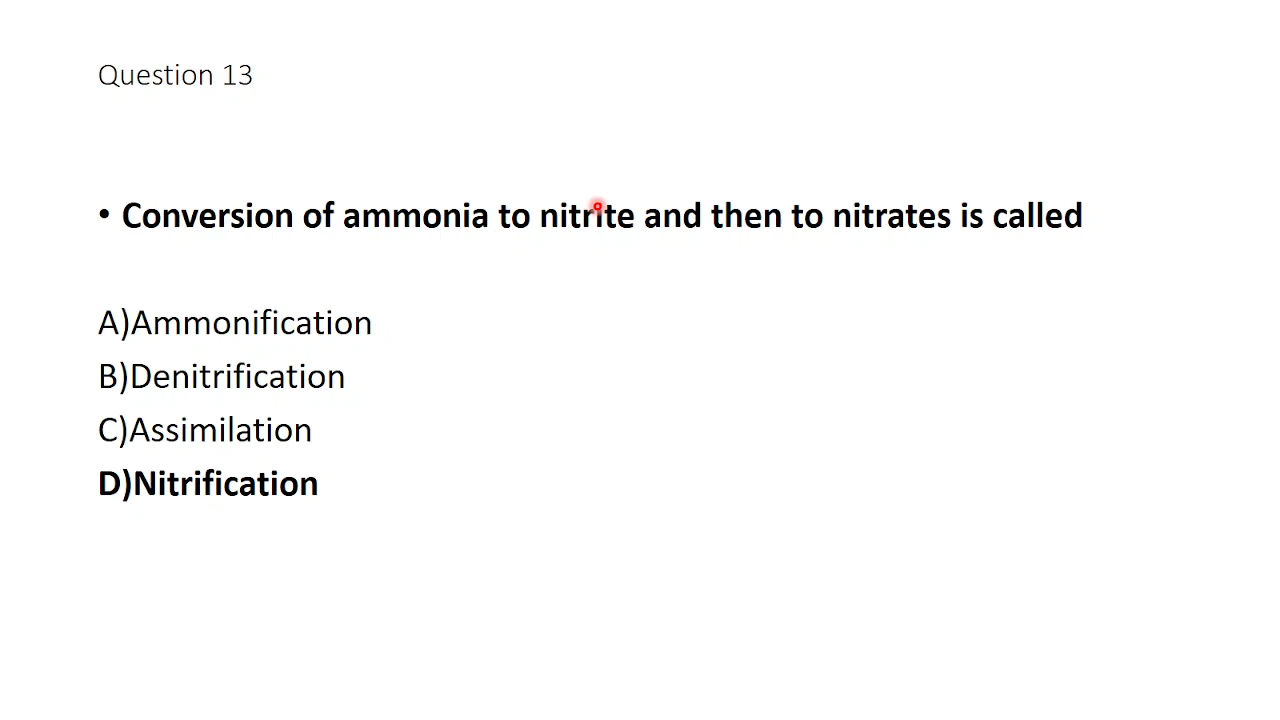 Question 13
• Conversion of ammonia to nitrite and then to nitrates is called
A)Ammonification
B)Denitrification
C)Assimilation
D)Nitrification